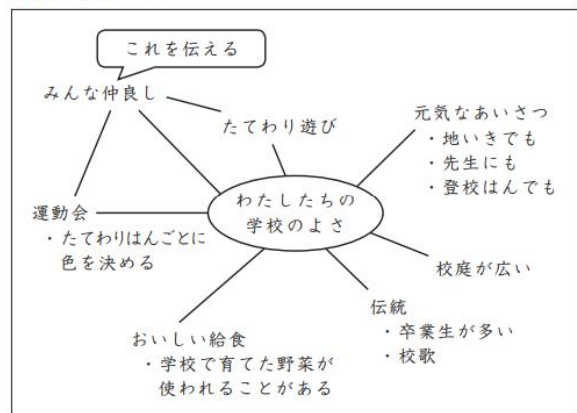 これを伝える
みんな仲良し
たてわり遊び
元気なあいさつ
・地いきでも
・先生にも
・登校はんでも
わたしたちの
学校のよさ
運動会
・たてわりはんごとに
色を決める
校庭が広い
伝統
・卒業生が多い
・校歌
おいしい給食
・学校で育てた野菜が
使われることがある